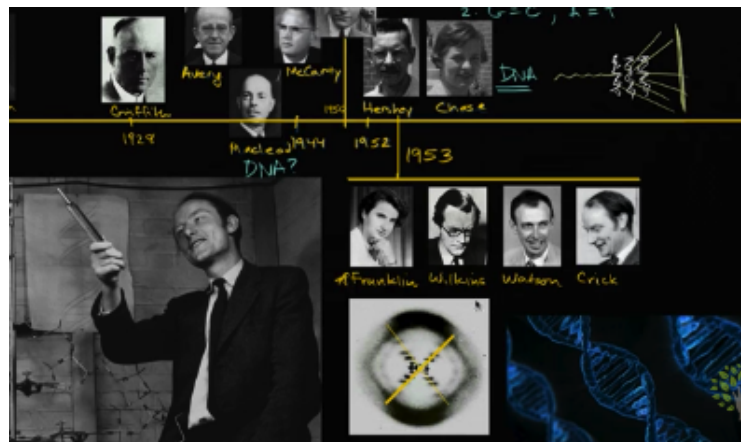 2. G=C, A=T
Avery
McCarty
Griffith
1950
Hershey
Chase
DNA
1928
Macleod
1944
1952
1953
DNA?
Franklin
Wilkins
Watson
Crick